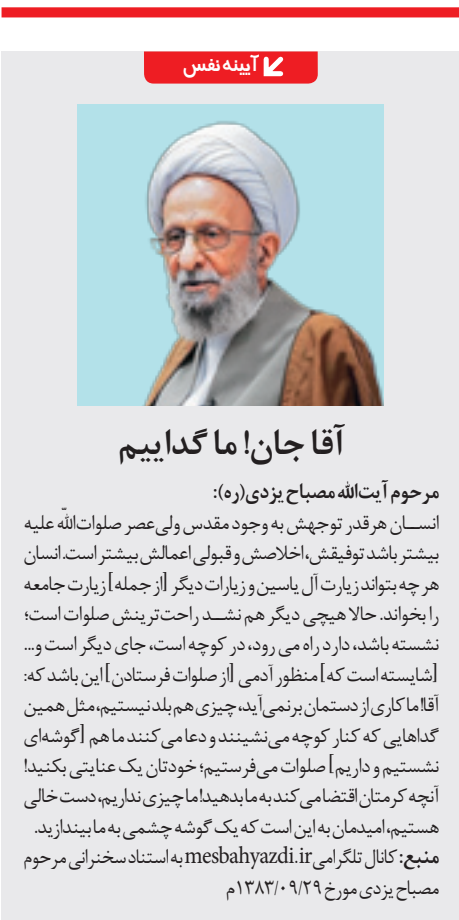 آیینه نفس
آقا جان! ما گداییم
مرحوم آیت‌الله مصباح یزدی(ره):
انسان هرقدر توجهش به وجود مقدس ولی‌عصر صلوات‌اللّه علیه
بیشتر باشد توفیقش، اخلاصش و قبولی اعمالش بیشتر است. انسان
هر چه بتواند زیارت آل یاسین و زیارات دیگر [از جمله] زیارت جامعه
را بخواند. حالا هیچی دیگر هم نشد راحت‌ترینش صلوات است؛
نشسته باشد، دارد راه می رود، در کوچه است، جای دیگر است و...
[شایسته است که] منظور آدمی [از صلوات فرستادن] این باشد که:
آقا! ما کاری از دستمان برنمی‌آید، چیزی هم بلد نیستیم، مثل همین
گداهایی که کنار کوچه می‌نشینند و دعا می‌کنند ما هم [گوشه‌ای
نشستیم و داریم] صلوات می‌فرستیم؛ خودتان یک عنایتی بکنید!
آنچه کرمتان اقتضا می‌کند به ما بدهید! ما چیزی نداریم، دست خالی
هستیم، امیدمان به این است که یک گوشه چشمی به ما بیندازید.
منبع: کانال تلگرامی mesbahyazdi.ir به استناد سخنرانی مرحوم
مصباح یزدی مورخ ۱۳۸۳/۰۹/۲۹م